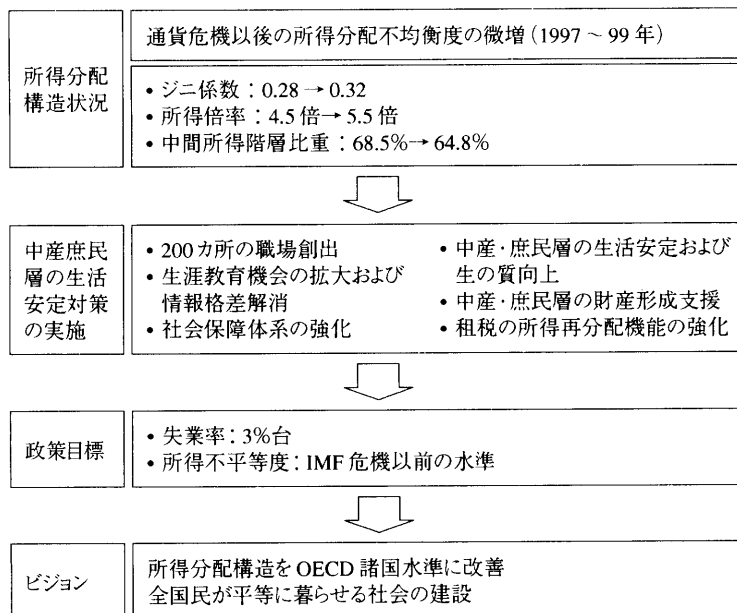 所得分配
構造状況
通貨危機以後の所得分配不均衡度の微増(1997～99年)
• ジニ係数：0.28→0.32
• 所得倍率：4.5倍→5.5倍
• 中間所得階層比重：68.5%→64.8%
中産庶民
層の生活
安定対策
の実施
• 200カ所の職場創出
• 生涯教育機会の拡大および
情報格差解消
• 社会保障体系の強化
• 中産・庶民層の生活安定および
生の質向上
• 中産・庶民層の財産形成支援
• 租税の所得再分配機能の強化
政策目標
• 失業率：3%台
• 所得不平等度：IMF危機以前の水準
ビジョン
所得分配構造をOECD諸国水準に改善
全国民が平等に暮らせる社会の建設